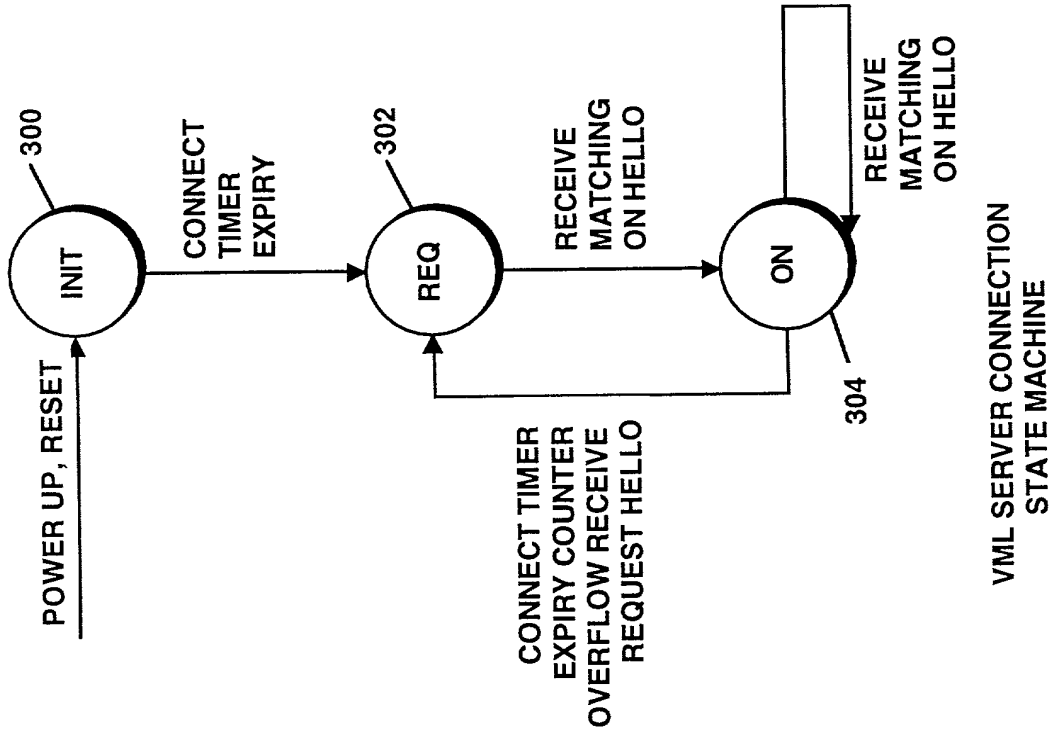 POWER UP, RESET
INIT
300
CONNECT
TIMER
EXPIRY
REQ
302
CONNECT TIMER
EXPIRY COUNTER
OVERFLOW RECEIVE
REQUEST HELLO
RECEIVE
MATCHING
ON HELLO
ON
304
RECEIVE
MATCHING
ON HELLO
VML SERVER CONNECTION
STATE MACHINE